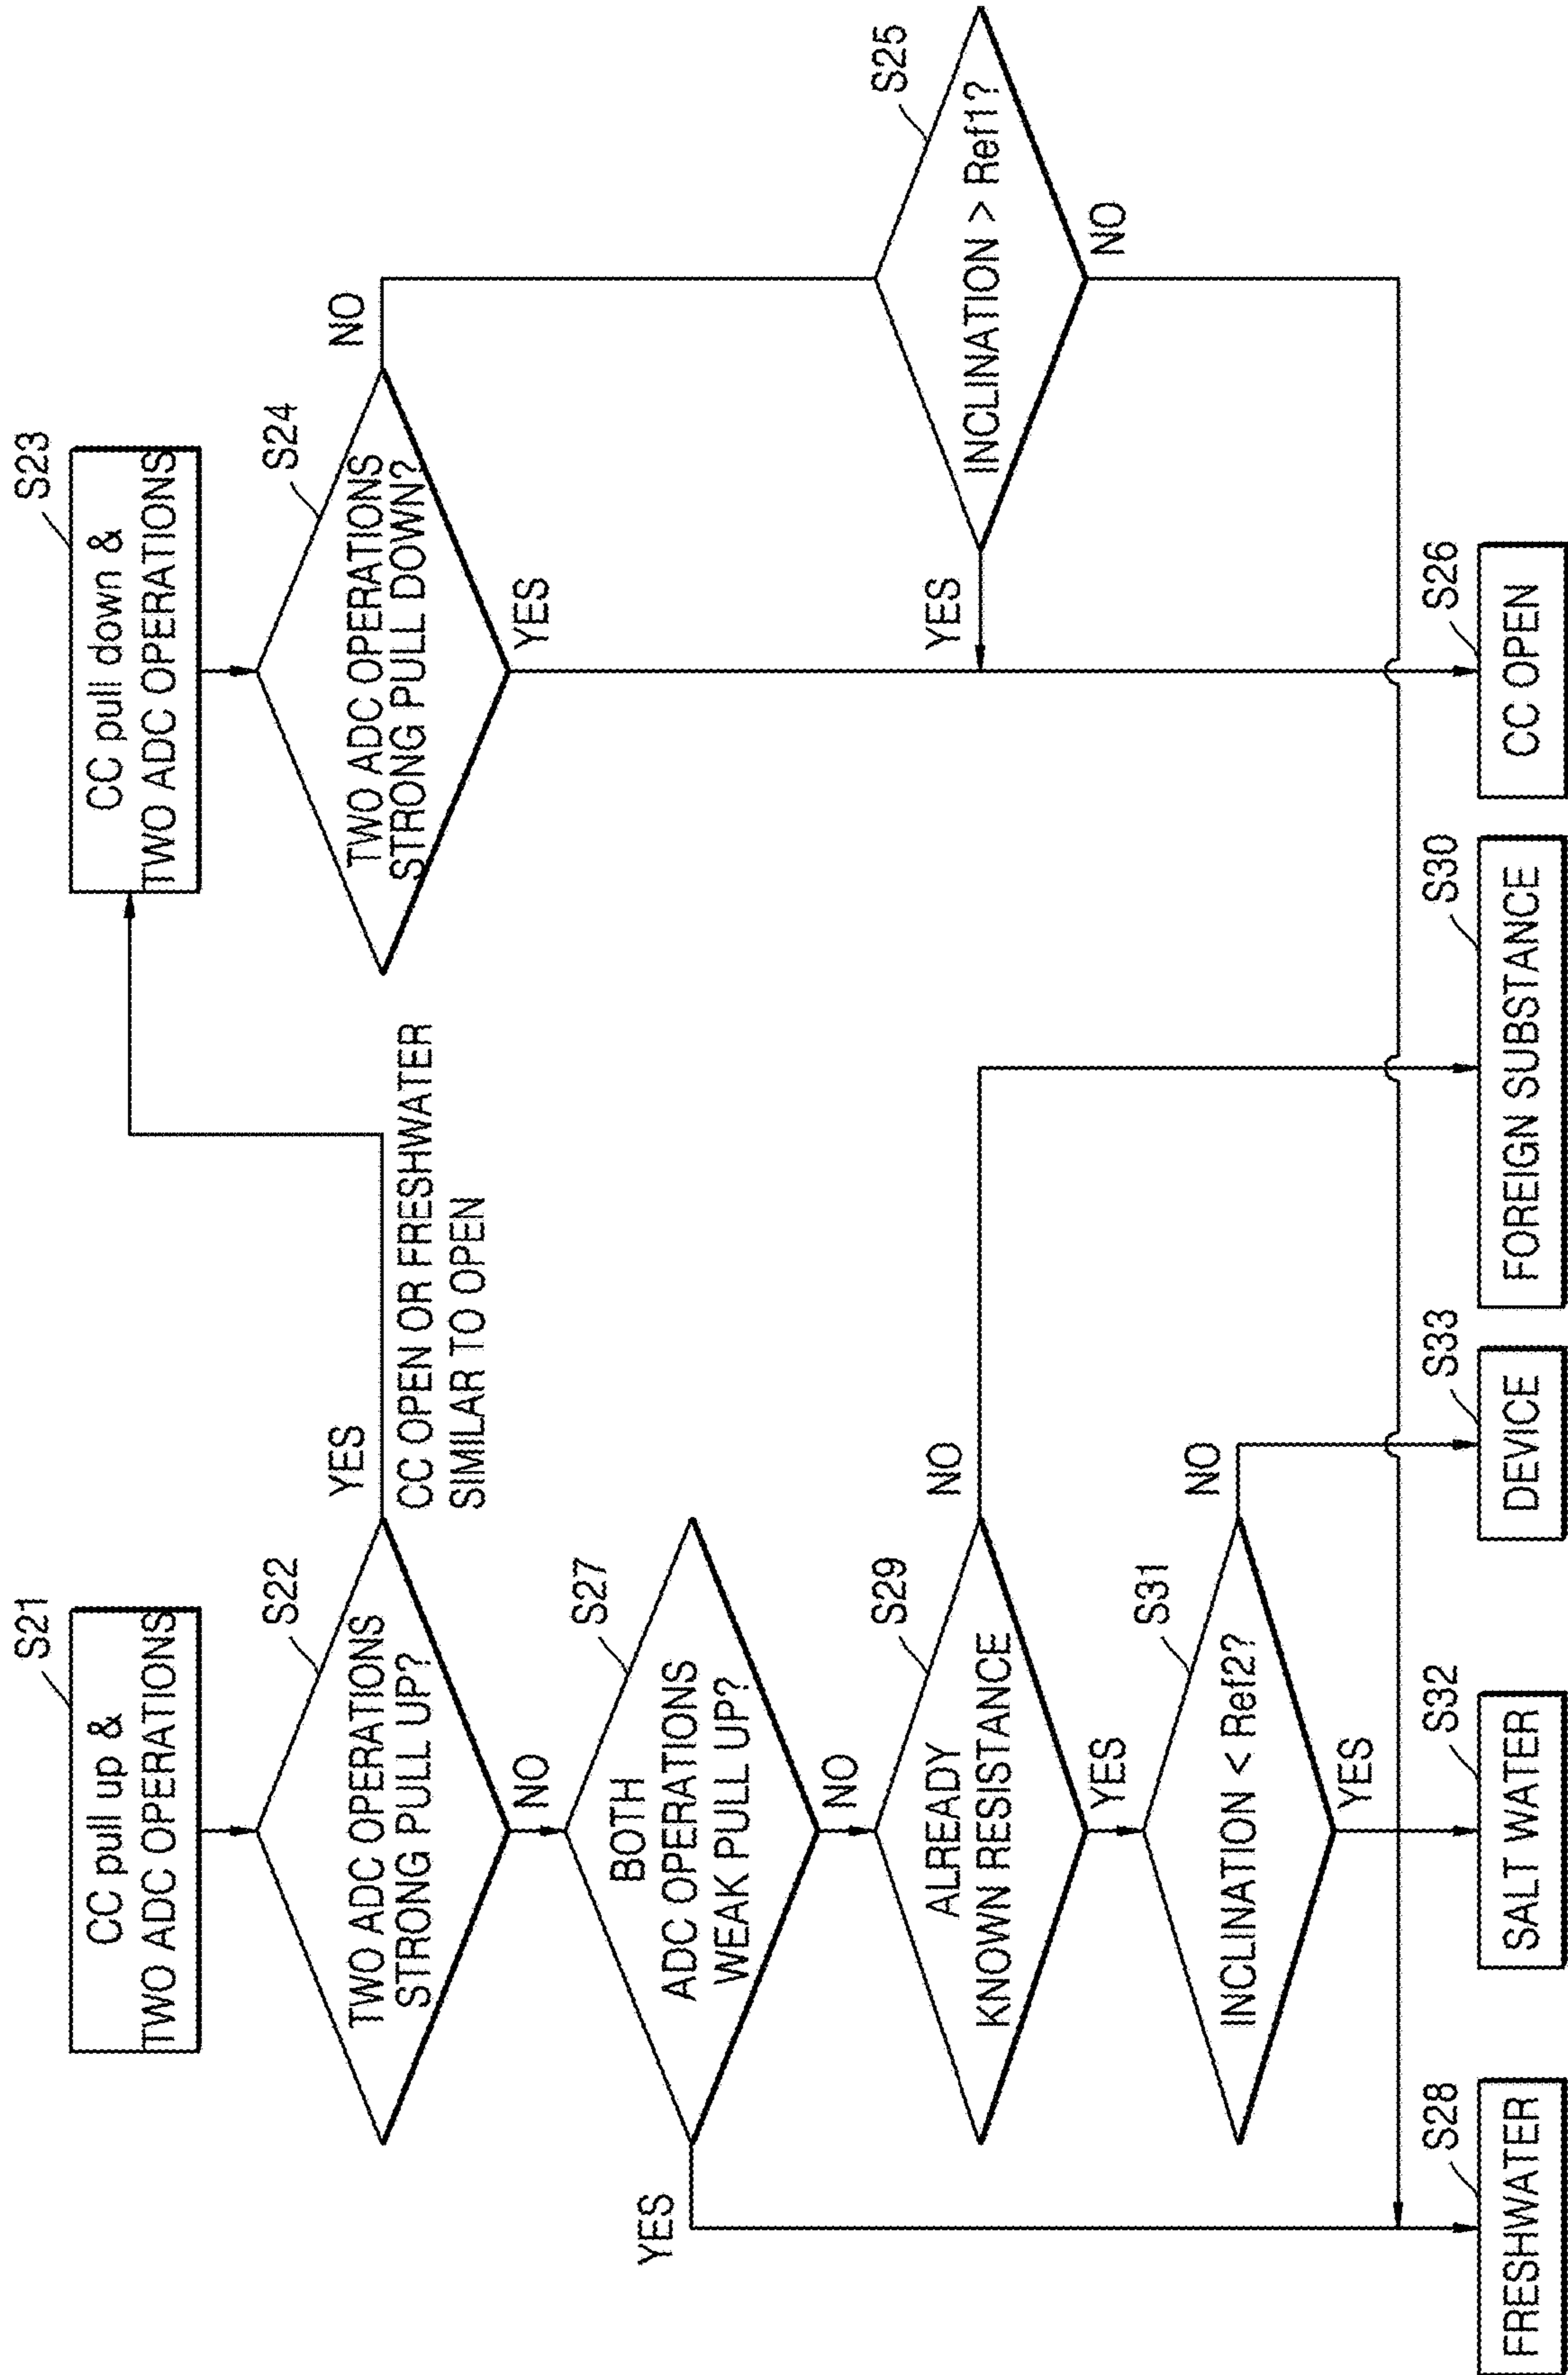 S21
CC pull up &
TWO ADC OPERATIONS
S22
TWO ADC OPERATIONS
STRONG PULL UP?
YES
CC OPEN OR FRESHWATER
SIMILAR TO OPEN
NO
S23
CC pull down &
TWO ADC OPERATIONS
S24
TWO ADC OPERATIONS
STRONG PULL DOWN?
NO
YES
S27
BOTH
ADC OPERATIONS
WEAK PULL UP?
YES
NO
S29
ALREADY
KNOWN RESISTANCE
NO
YES
S25
INCLINATION > Ref1?
YES
NO
S31
INCLINATION < Ref2?
NO
YES
S28
FRESHWATER
S32
SALT WATER
S33
DEVICE
S30
FOREIGN SUBSTANCE
S26
CC OPEN